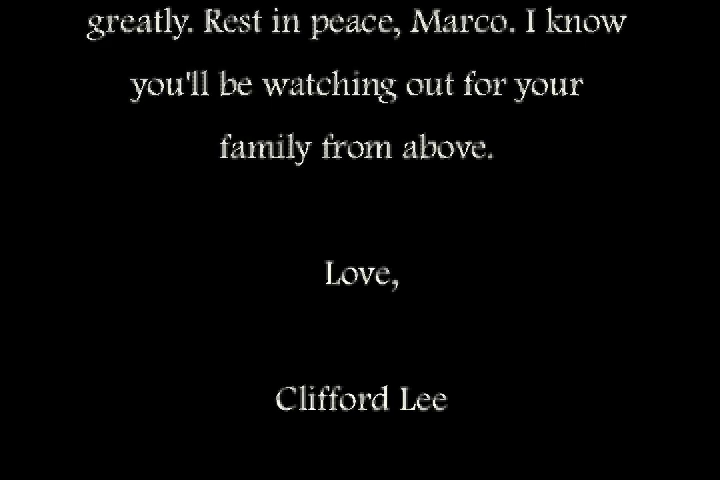 greatly. Rest in peace, Marco. I know
you'll be watching out for your
family from above.
Love,
Clifford Lee